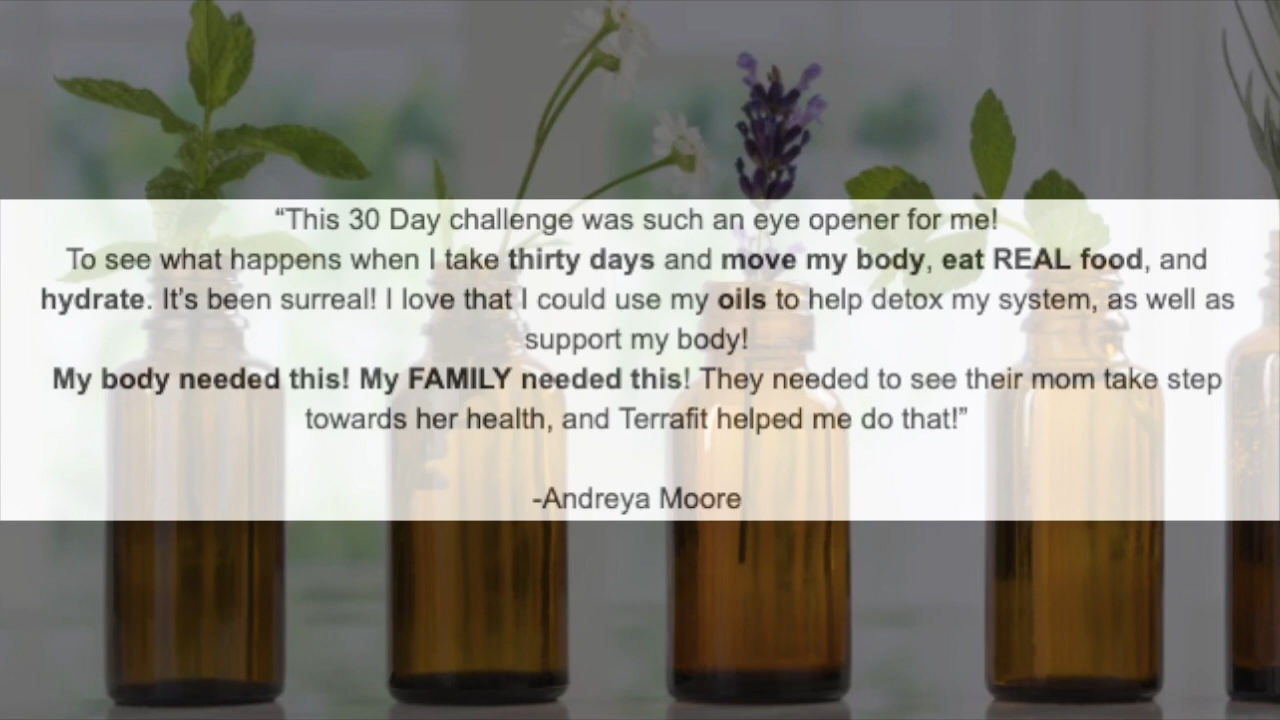 “This 30 Day challenge was such an eye opener for me!
To see what happens when I take thirty days and move my body, eat REAL food, and
hydrate. It’s been surreal! I love that I could use my oils to help detox my system, as well as
support my body!
My body needed this! My FAMILY needed this! They needed to see their mom take step
towards her health, and Terrafit helped me do that!”
-Andreya Moore